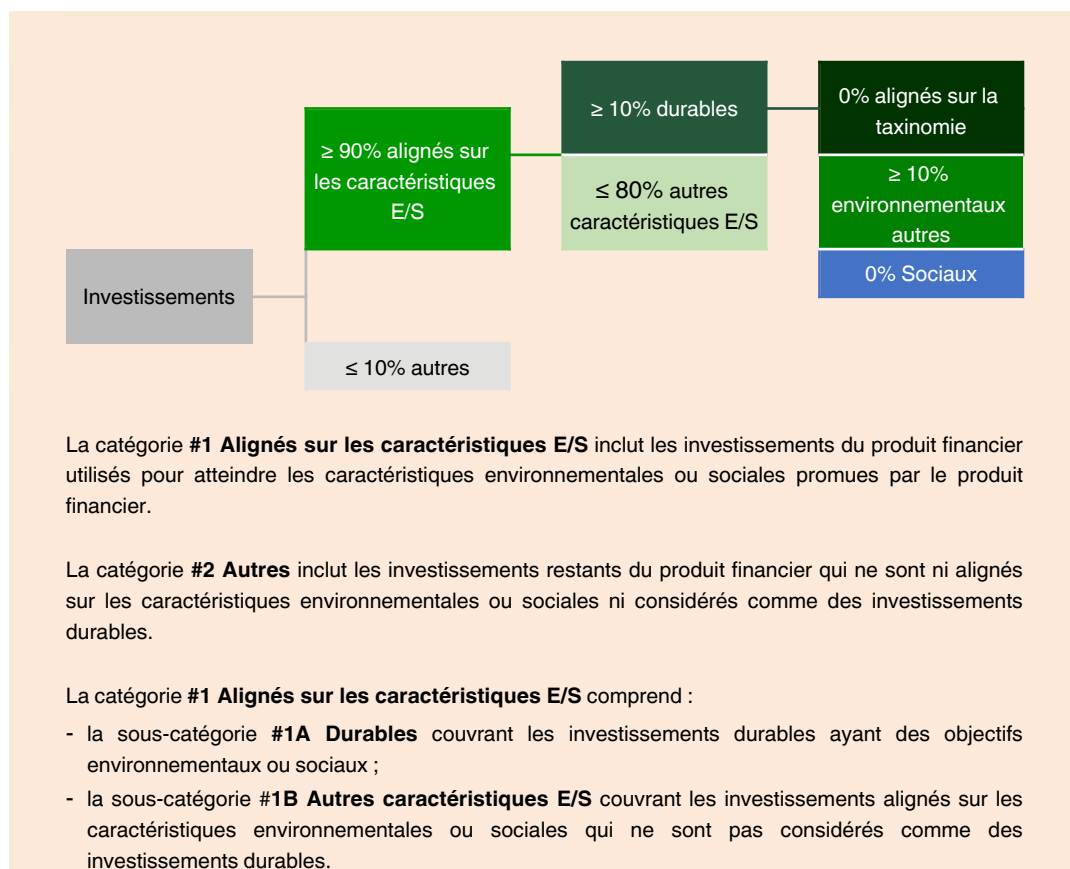 ≥ 10% durables
0% alignés sur la
taxinomie
≥ 90% alignés sur
les caractéristiques
E/S
≤ 80% autres
caractéristiques E/S
≥ 10%
environnementaux
autres
0% Sociaux
Investissements
≤ 10% autres
La catégorie #1 Alignés sur les caractéristiques E/S inclut les investissements du produit financier
utilisés pour atteindre les caractéristiques environnementales ou sociales promues par le produit
financier.
La catégorie #2 Autres inclut les investissements restants du produit financier qui ne sont ni alignés
sur les caractéristiques environnementales ou sociales ni considérés comme des investissements
durables.
La catégorie #1 Alignés sur les caractéristiques E/S comprend :
- la sous-catégorie #1A Durables couvrant les investissements durables ayant des objectifs
environnementaux ou sociaux ;
- la sous-catégorie #1B Autres caractéristiques E/S couvrant les investissements alignés sur les
caractéristiques environnementales ou sociales qui ne sont pas considérés comme des
investissements durables.